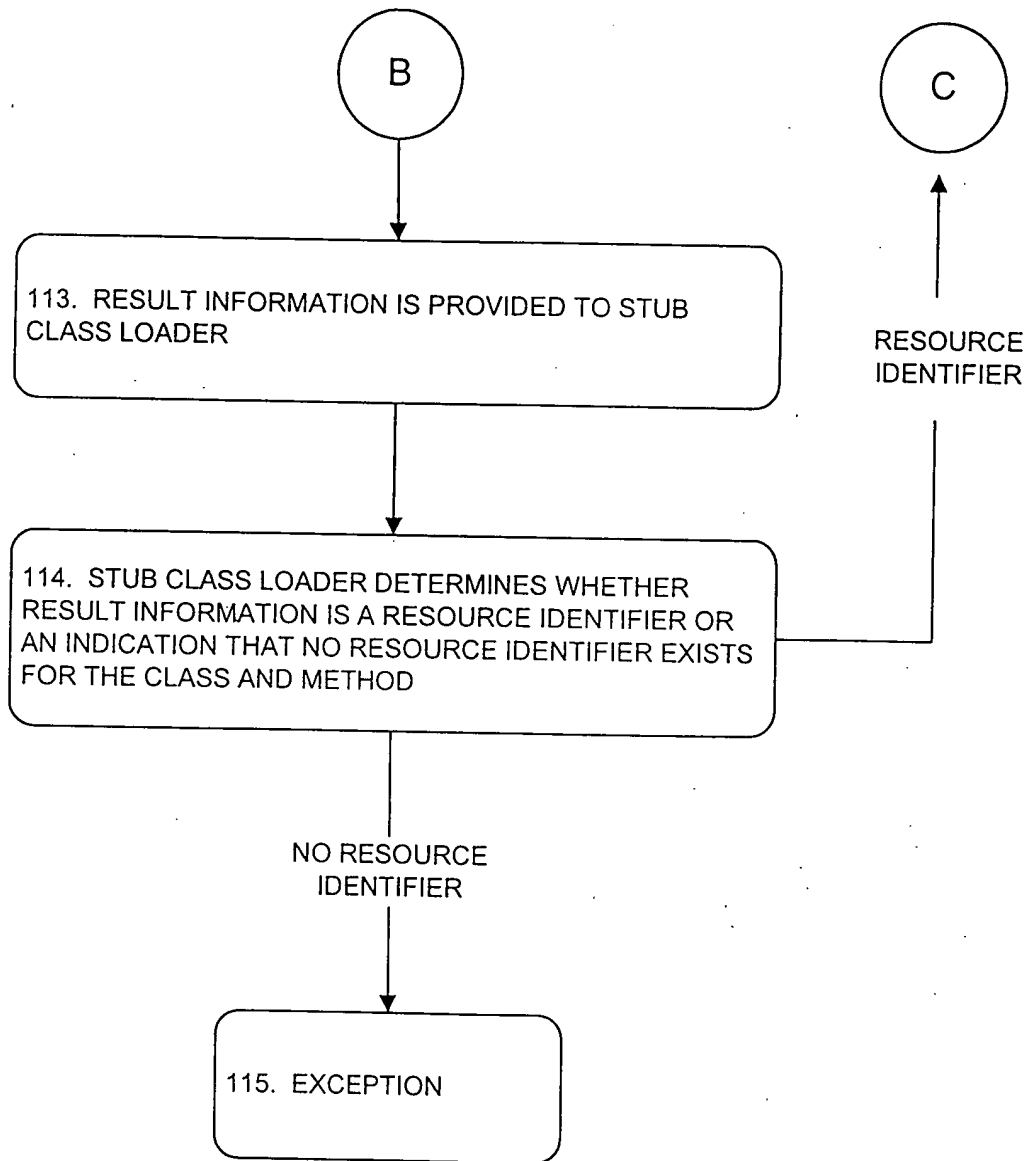 B
C
113. RESULT INFORMATION IS PROVIDED TO STUB
CLASS LOADER
RESOURCE
IDENTIFIER
114. STUB CLASS LOADER DETERMINES WHETHER
RESULT INFORMATION IS A RESOURCE IDENTIFIER OR
AN INDICATION THAT NO RESOURCE IDENTIFIER EXISTS
FOR THE CLASS AND METHOD
NO RESOURCE
IDENTIFIER
115. EXCEPTION